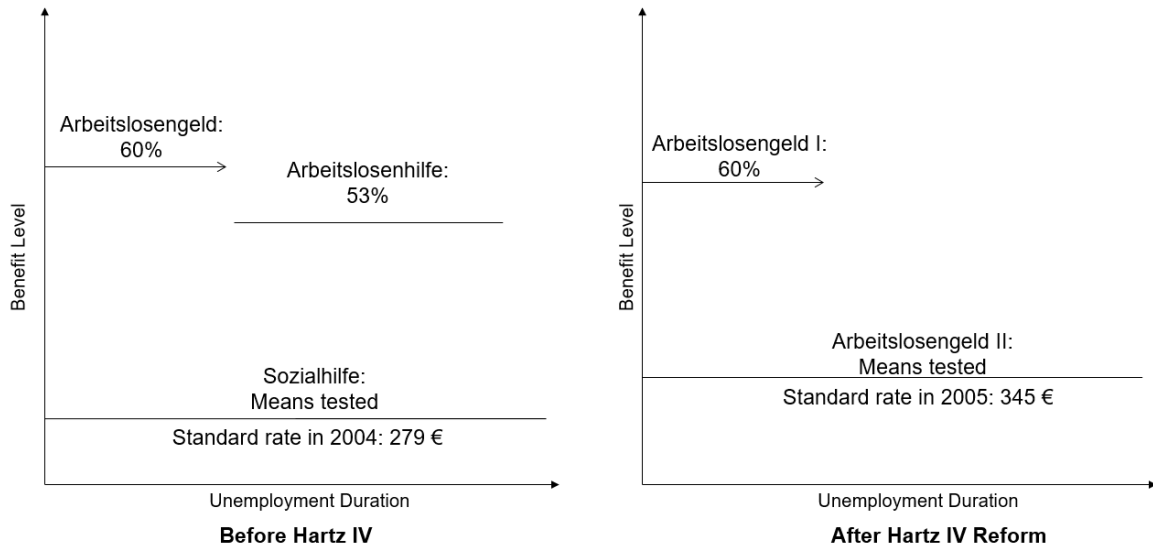 Arbeitslosengeld:
60%
Arbeitslosenhilfe:
53%
Benefit Level
Sozialhilfe:
Means tested
Standard rate in 2004: 279 €
Unemployment Duration
Before Hartz IV
Arbeitslosengeld I:
60%
Benefit Level
Arbeitslosengeld II:
Means tested
Standard rate in 2005: 345 €
Unemployment Duration
After Hartz IV Reform